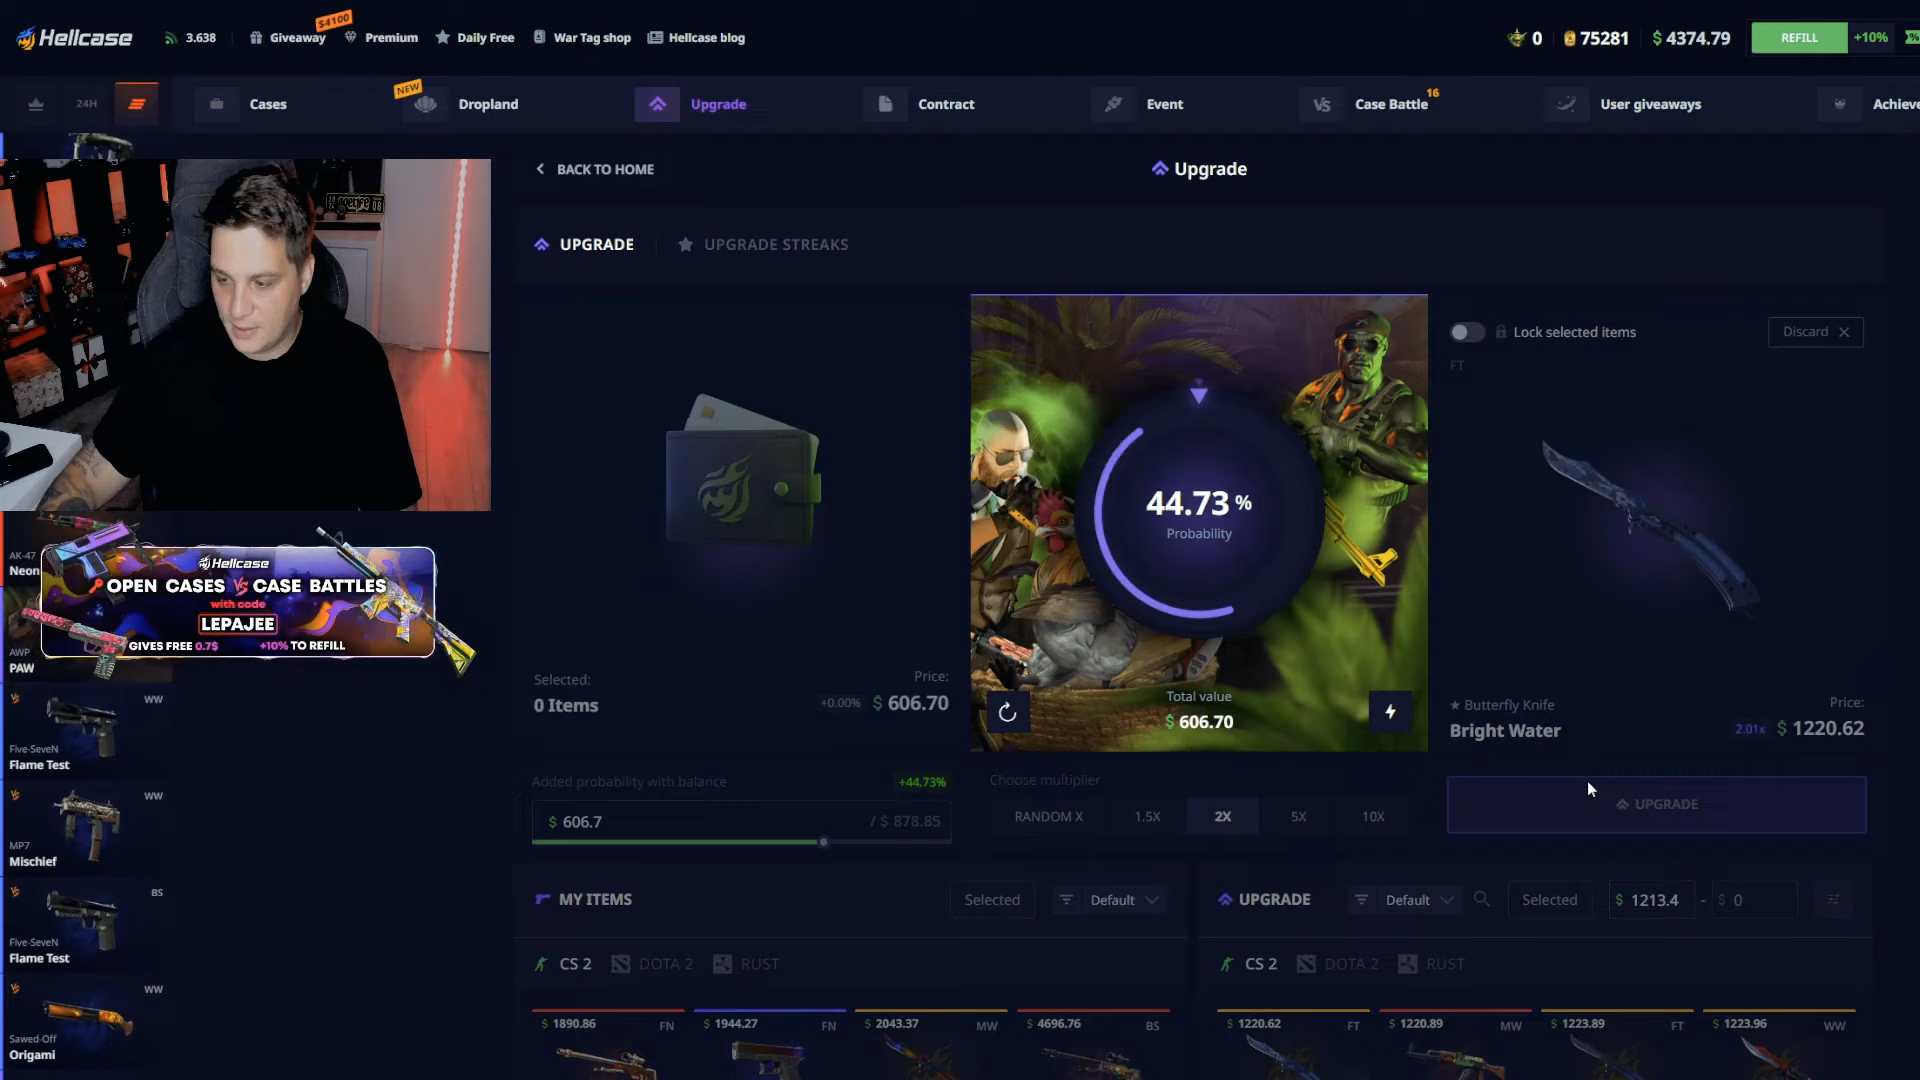 Hellcase
3.638
Giveaway
$4100
Premium
Daily Free
War Tag shop
Hellcase blog
0
75281
$ 4374.79
REFILL
+10%
24H
Cases
NEW
Dropland
Upgrade
Contract
Event
VS
Case Battle
16
User giveaways
Achieve
BACK TO HOME
Upgrade
UPGRADE
UPGRADE STREAKS
Lock selected items
Discard
FT
44.73 %
Probability
Selected:
0 Items
Price:
+0.00%
$ 606.70
Total value
$ 606.70
★ Butterfly Knife
Bright Water
Price:
2.01x
$ 1220.62
Added probability with balance
+44.73%
$ 606.7
/ $ 878.85
Choose multiplier
RANDOM X
1.5X
2X
5X
10X
UPGRADE
MY ITEMS
Selected
Default
UPGRADE
Default
Selected
$ 1213.4
-
$ 0
CS 2
DOTA 2
RUST
CS 2
DOTA 2
RUST
$ 1890.86
FN
$ 1944.27
FN
$ 2043.37
MW
$ 4696.76
BS
$ 1220.62
FT
$ 1220.89
MW
$ 1223.89
FT
$ 1223.96
WW
AK-47
Neon
Hellcase
OPEN CASES VS CASE BATTLES
with code
LEPAJEE
GIVES FREE 0.7$
+10% TO REFILL
AWP
PAW
WW
Five-SeveN
Flame Test
WW
MP7
Mischief
BS
Five-SeveN
Flame Test
WW
Sawed-Off
Origami